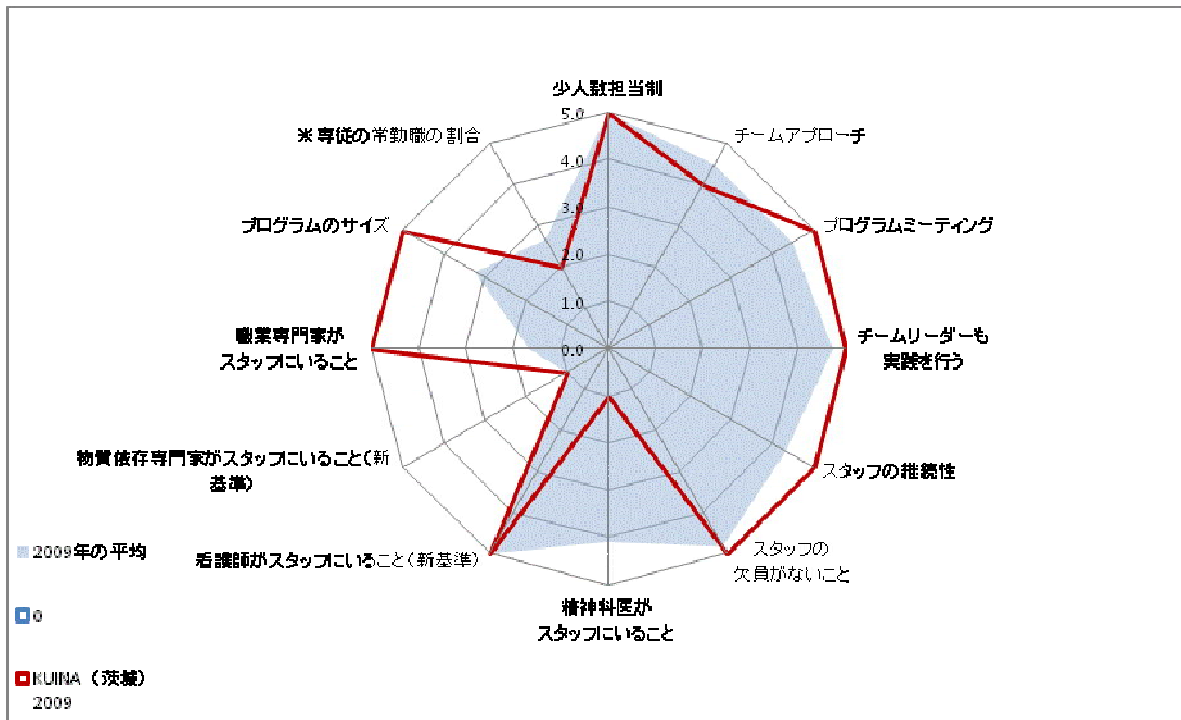 少人数担当制
5.0
※専従の常勤職の割合
チームアプローチ
4.0
3.0
プログラムのサイズ
プログラムミーティング
2.0
1.0
職業専門家が
スタッフにいること
0.0
チームリーダーも
実践を行う
物質依存専門家がスタッフにいること(新
基準)
スタッフの継続性
2009年の平均
看護師がスタッフにいること(新基準)
スタッフの
欠員がないこと
精神科医が
スタッフにいること
0
KUINA (茨城)
2009